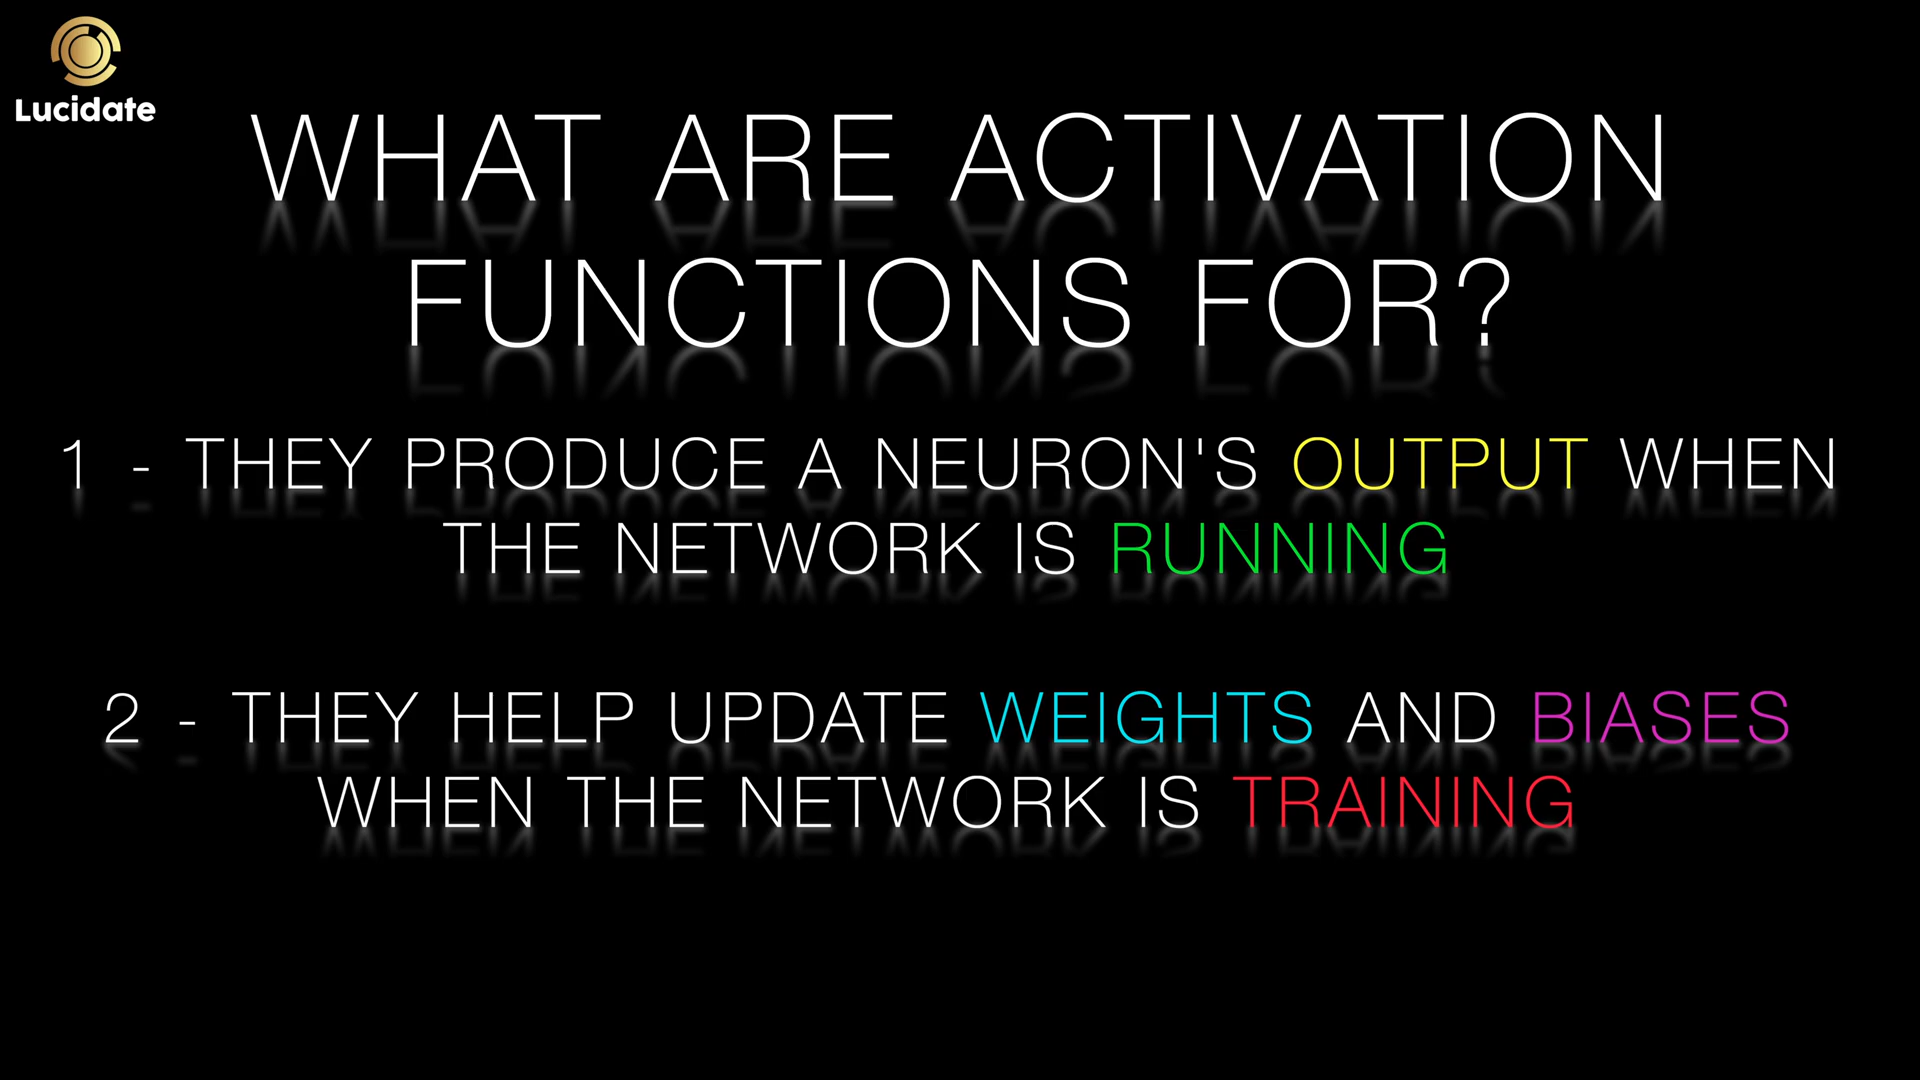 Lucidate
WHAT ARE ACTIVATION
FUNCTIONS FOR?
1 - THEY PRODUCE A NEURON'S OUTPUT WHEN
THE NETWORK IS RUNNING
2 - THEY HELP UPDATE WEIGHTS AND BIASES
WHEN THE NETWORK IS TRAINING